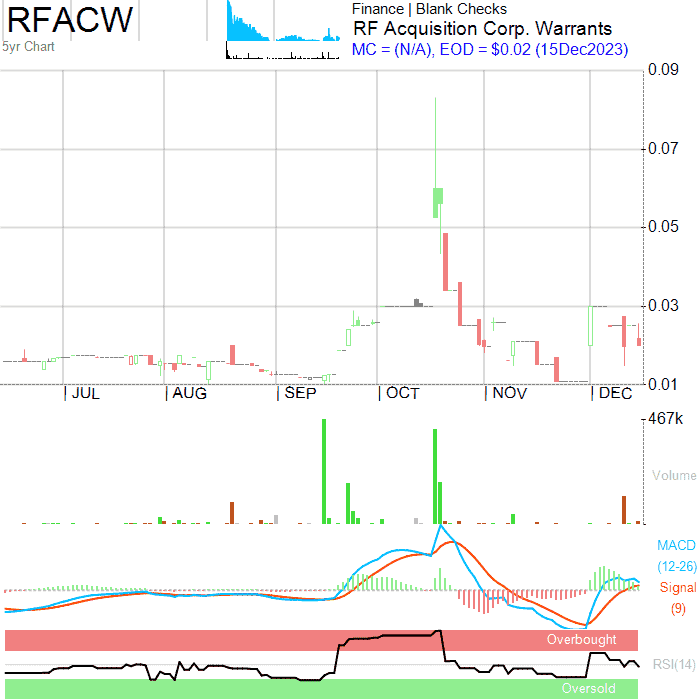 RFACW
5yr Chart
Finance | Blank Checks
RF Acquisition Corp. Warrants
MC = (N/A), EOD = $0.02 (15Dec2023)
0.09
0.07
0.05
0.03
0.01
JUL AUG SEP OCT NOV DEC
467k
Volume
MACD
(12-26)
Signal
(9)
Overbought
RSI(14)
Oversold